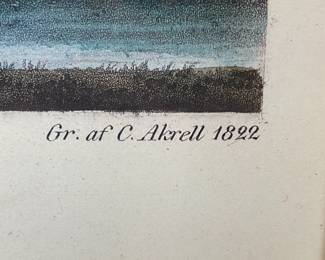 Gr. af C. Akrell 1822